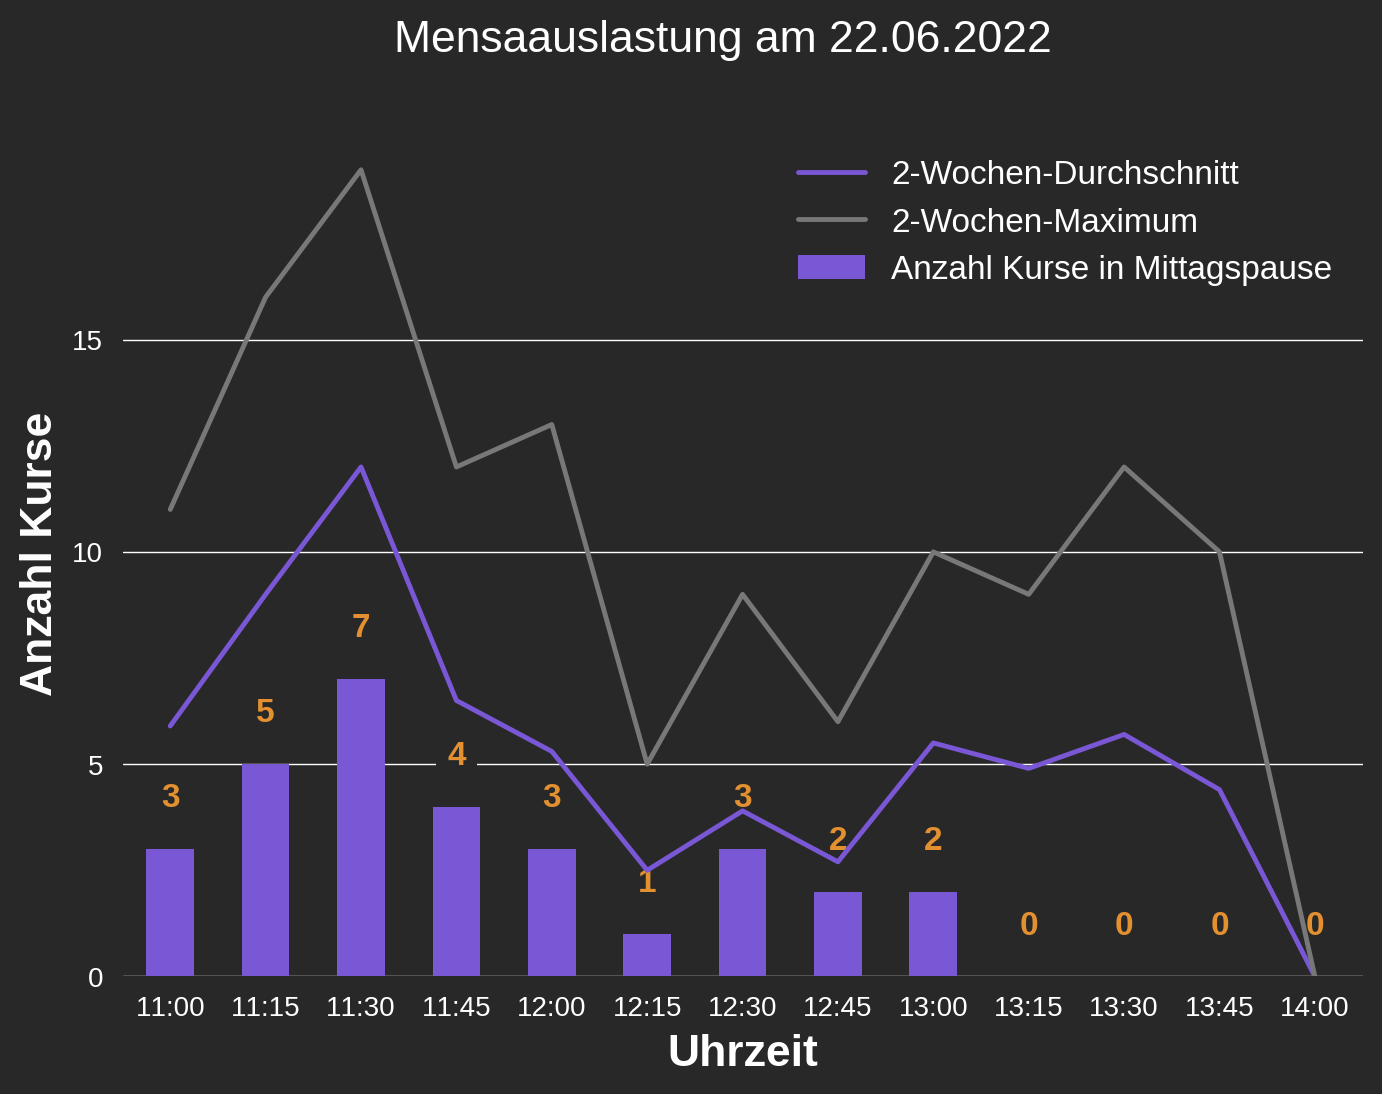 Mensaauslastung am 22.06.2022
2-Wochen-Durchschnitt
2-Wochen-Maximum
Anzahl Kurse in Mittagspause
Anzahl Kurse
15
10
5
0
3
5
7
4
3
1
3
2
2
0
0
0
0
11:00 11:15 11:30 11:45 12:00 12:15 12:30 12:45 13:00 13:15 13:30 13:45 14:00
Uhrzeit